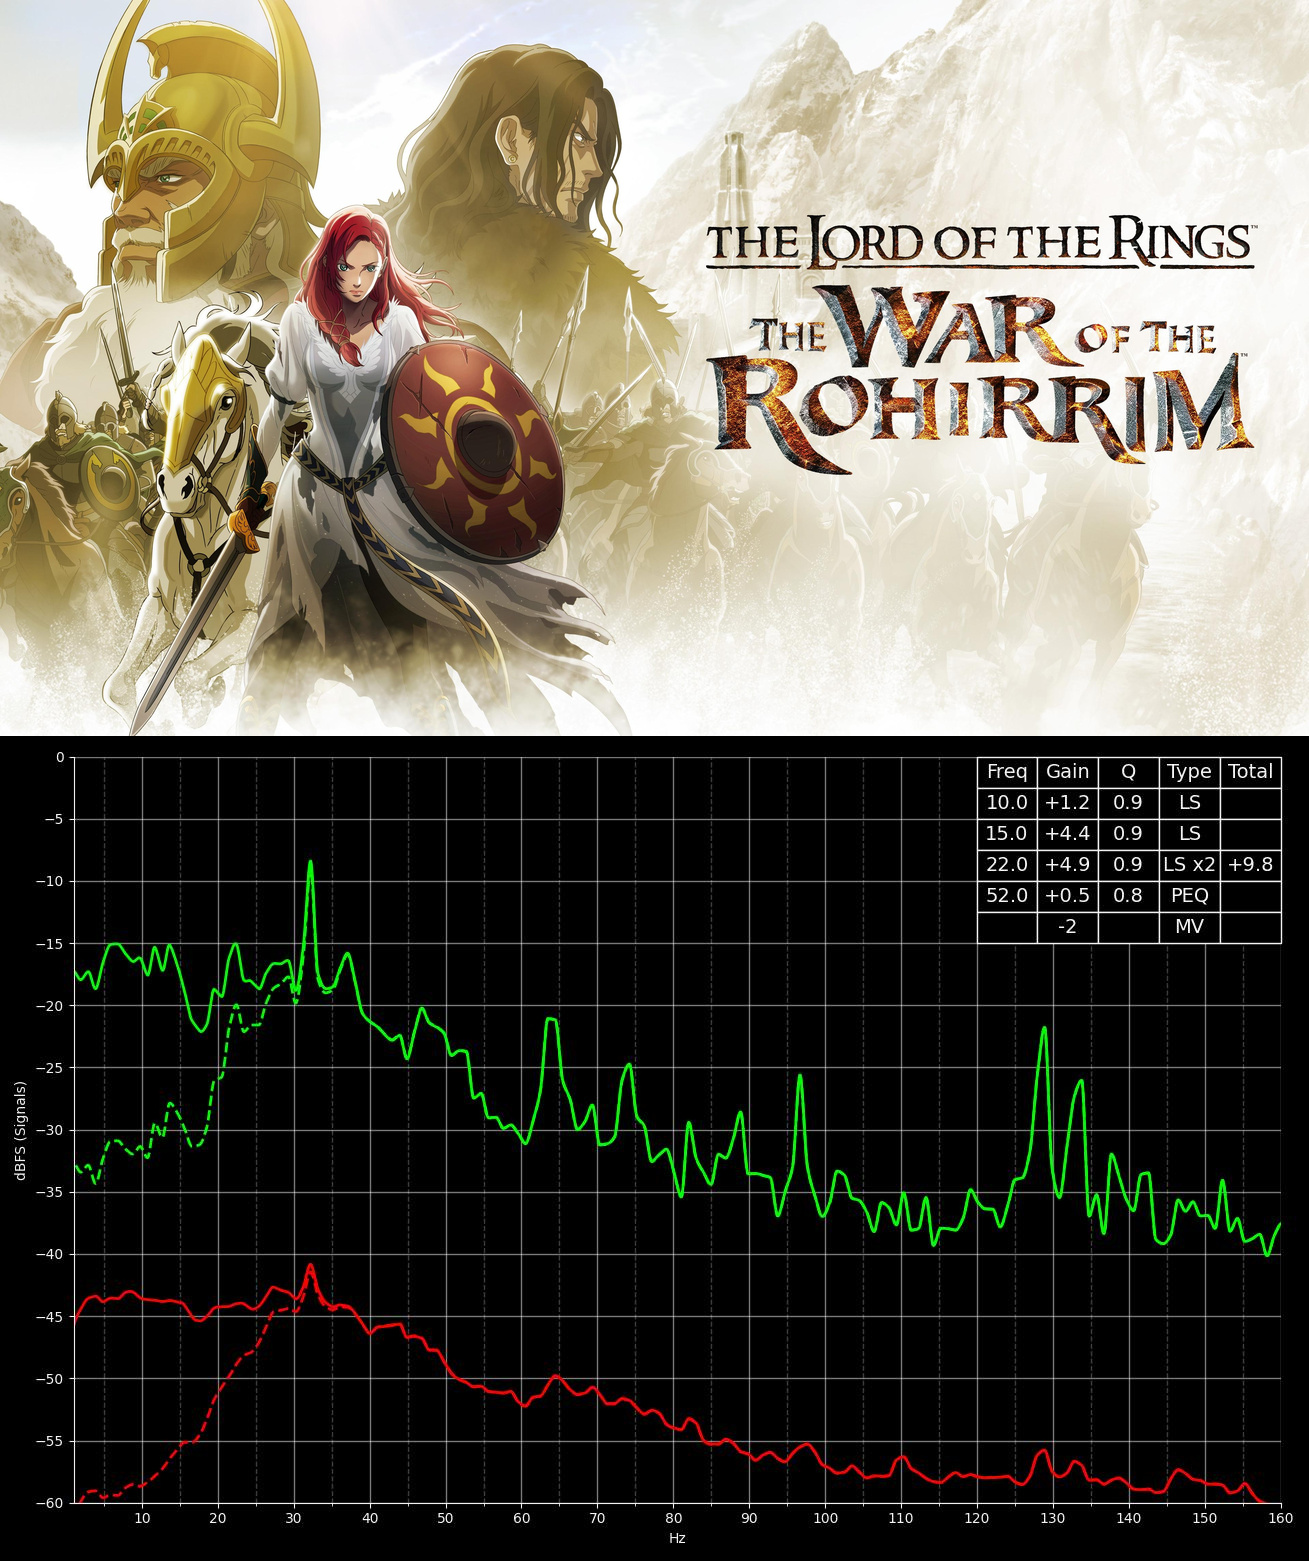 THE LORD OF THE RINGS™
THE WAR OF THE
ROHIRRIM™
Freq Gain Q Type Total
10.0 +1.2 0.9 LS
15.0 +4.4 0.9 LS
22.0 +4.9 0.9 LS x2 +9.8
52.0 +0.5 0.8 PEQ
-2 MV
0
−5
−10
−15
−20
−25
−30
−35
−40
−45
−50
−55
−60
dBFS (Signals)
10 20 30 40 50 60 70 80 90 100 110 120 130 140 150 160
Hz